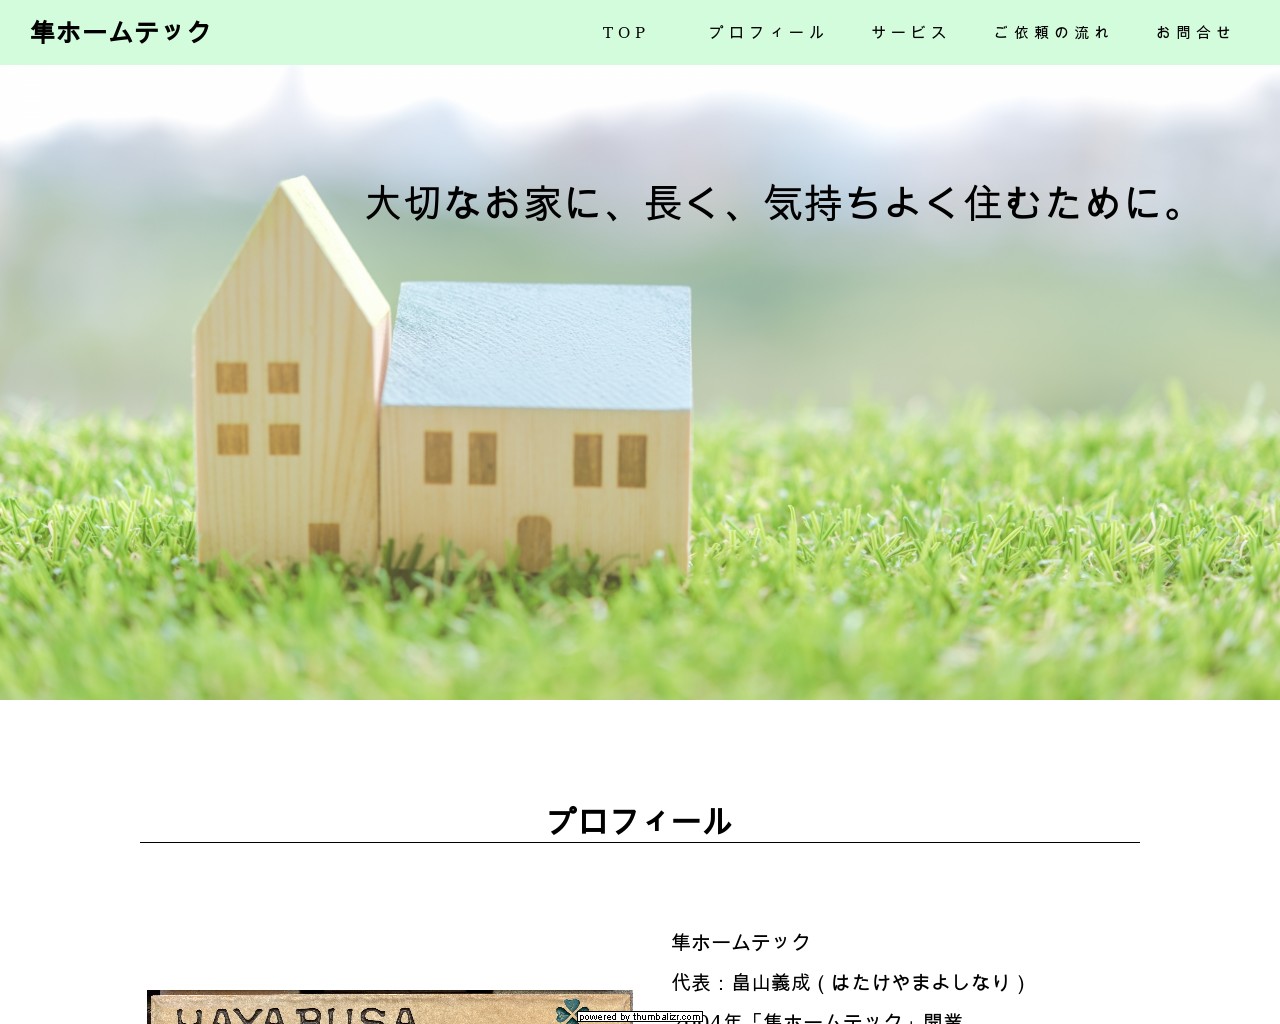 隼ホームテック
TOP プロフィール サービス ご依頼の流れ お問合せ
大切なお家に、長く、気持ちよく住むために。
プロフィール
隼ホームテック
代表：畠山義成 ( はたけやまよしなり )
2004年「隼ホームテック」開業
HAYABUSA
powered by thumbalizr.com